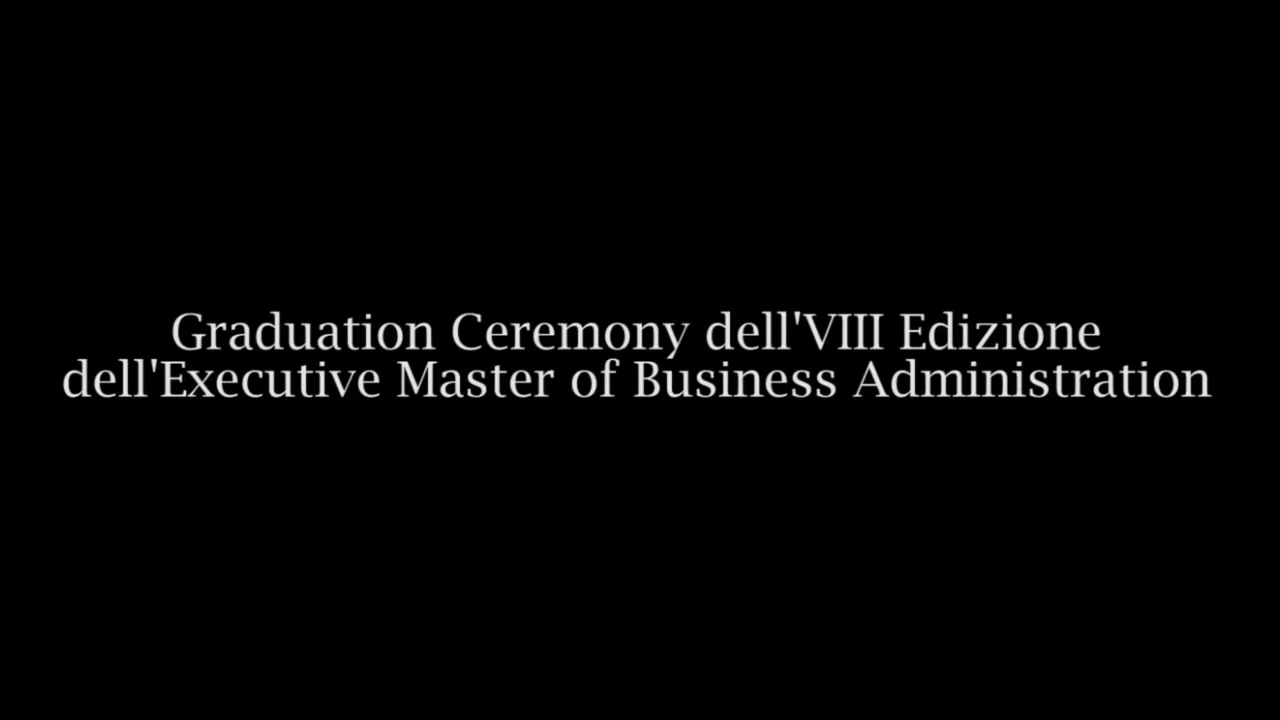 Graduation Ceremony dell'VIII Edizione
dell'Executive Master of Business Administration